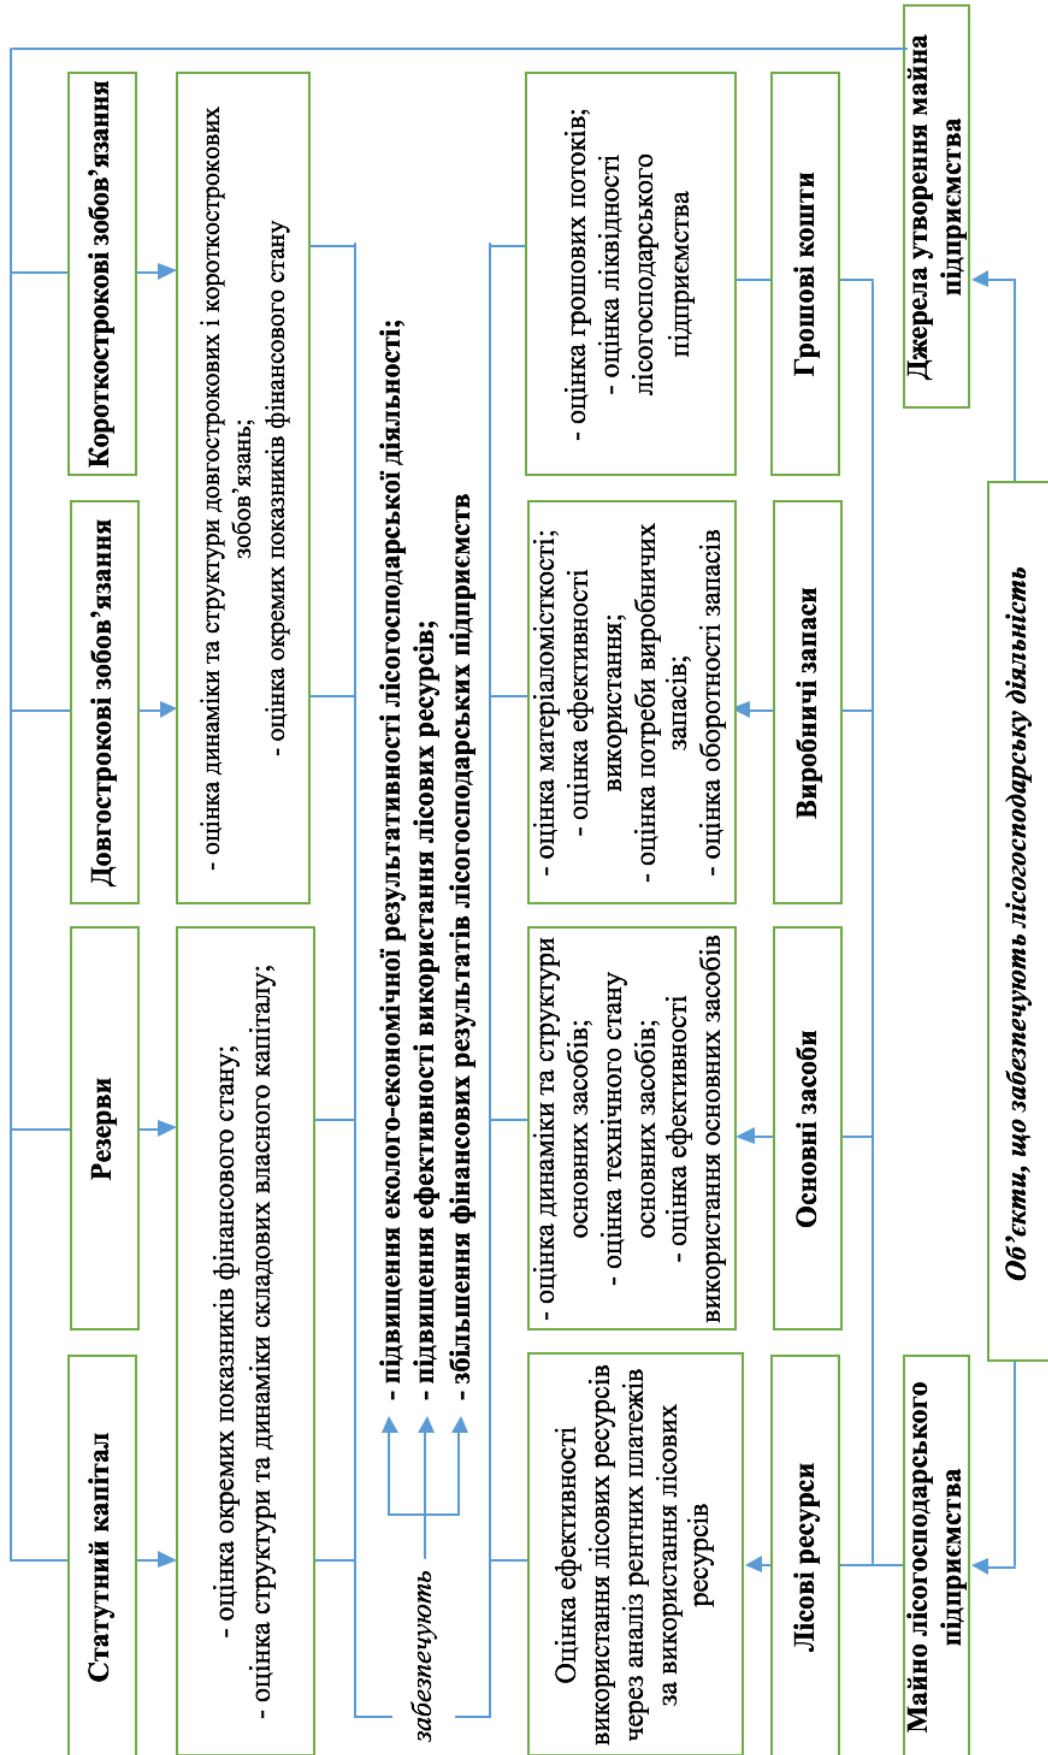 Статутний капітал
Резерви
Довгострокові зобов’язання
Короткострокові зобов’язання
- оцінка окремих показників фінансового стану;
- оцінка структури та динаміки складових власного капіталу;
- оцінка динаміки та структури довгострокових і короткострокових
зобов’язань;
- оцінка окремих показників фінансового стану
забезпечують
- підвищення еколого-економічної результативності лісогосподарської діяльності;
- підвищення ефективності використання лісових ресурсів;
- збільшення фінансових результатів лісогосподарських підприємств
Оцінка ефективності
використання лісових ресурсів
через аналіз рентних платежів
за використання лісових
ресурсів
- оцінка динаміки та структури
основних засобів;
- оцінка технічного стану
основних засобів;
- оцінка ефективності
використання основних засобів
- оцінка матеріаломісткості;
- оцінка ефективності
використання;
- оцінка потреби виробничих
запасів;
- оцінка оборотності запасів
- оцінка грошових потоків;
- оцінка ліквідності
лісогосподарського
підприємства
Лісові ресурси
Основні засоби
Виробничі запаси
Грошові кошти
Майно лісогосподарського
підприємства
Джерела утворення майна
підприємства
Об’єкти, що забезпечують лісогосподарську діяльність